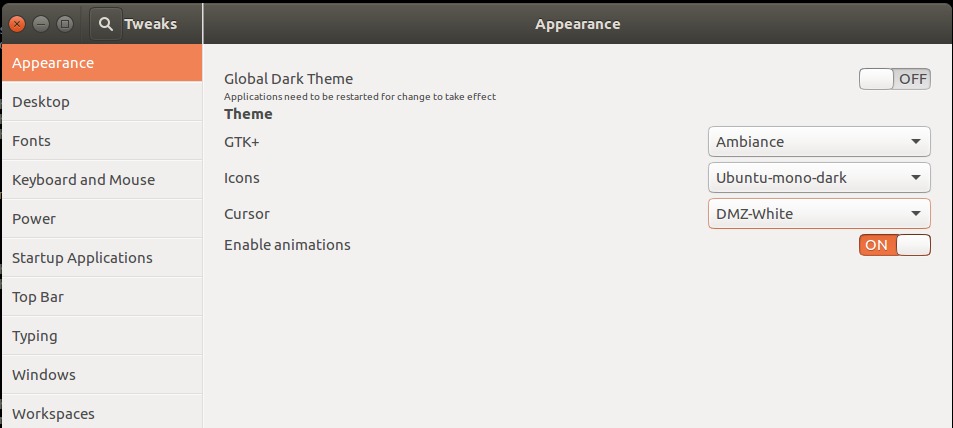 Tweaks
Appearance
Appearance
Desktop
Fonts
Keyboard and Mouse
Power
Startup Applications
Top Bar
Typing
Windows
Workspaces
Global Dark Theme OFF
Applications need to be restarted for change to take effect
Theme
GTK+ Ambiance
Icons Ubuntu-mono-dark
Cursor DMZ-White
Enable animations ON